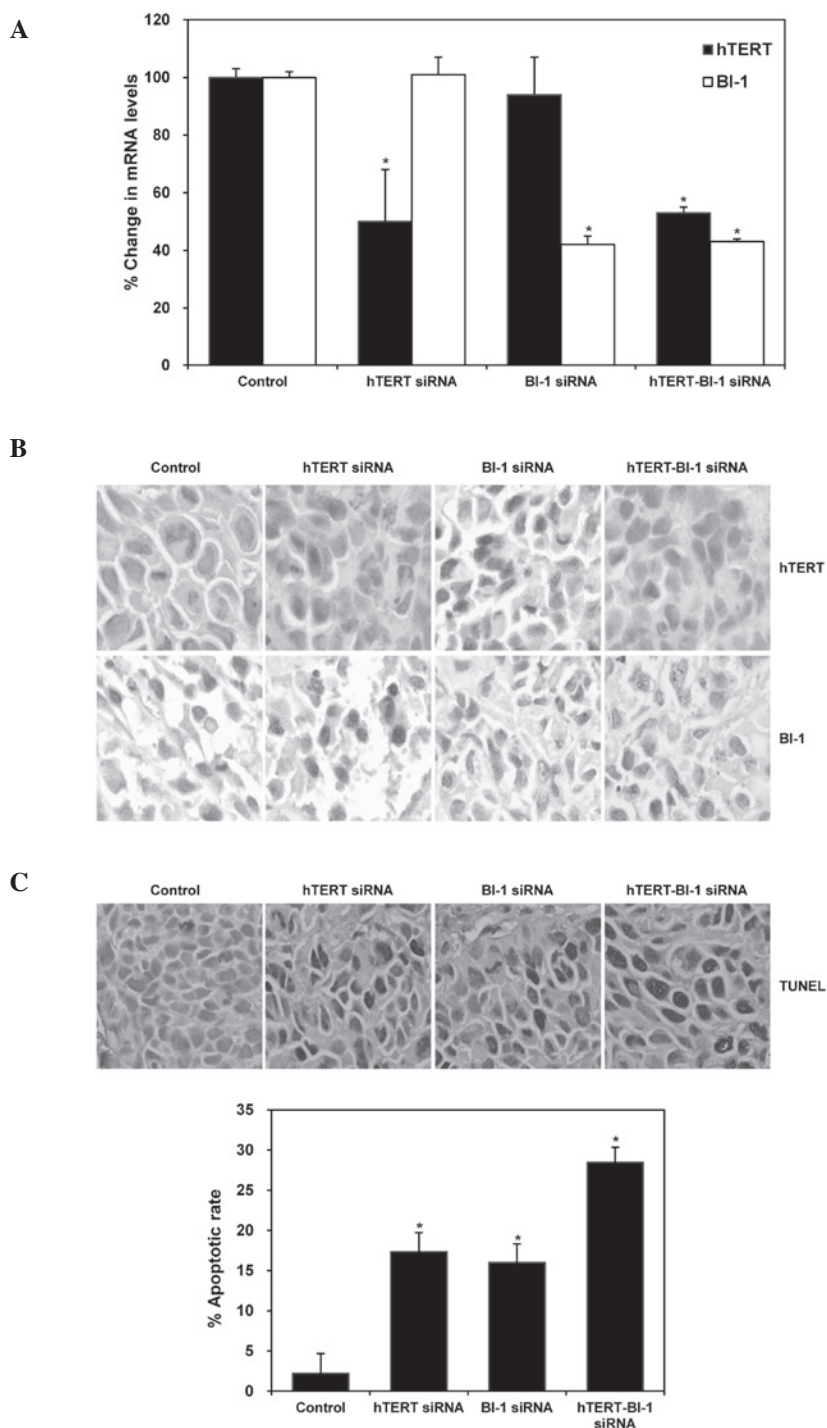 A
% Change in mRNA levels
120
100
80
60
40
20
0
hTERT
BI-1
*
*
*
*
Control hTERT siRNA BI-1 siRNA hTERT-BI-1 siRNA
B
Control hTERT siRNA BI-1 siRNA hTERT-BI-1 siRNA
hTERT
BI-1
C
Control hTERT siRNA BI-1 siRNA hTERT-BI-1 siRNA
TUNEL
% Apoptotic rate
35
30
25
20
15
10
5
0
*
*
*
Control hTERT siRNA BI-1 siRNA hTERT-BI-1
siRNA